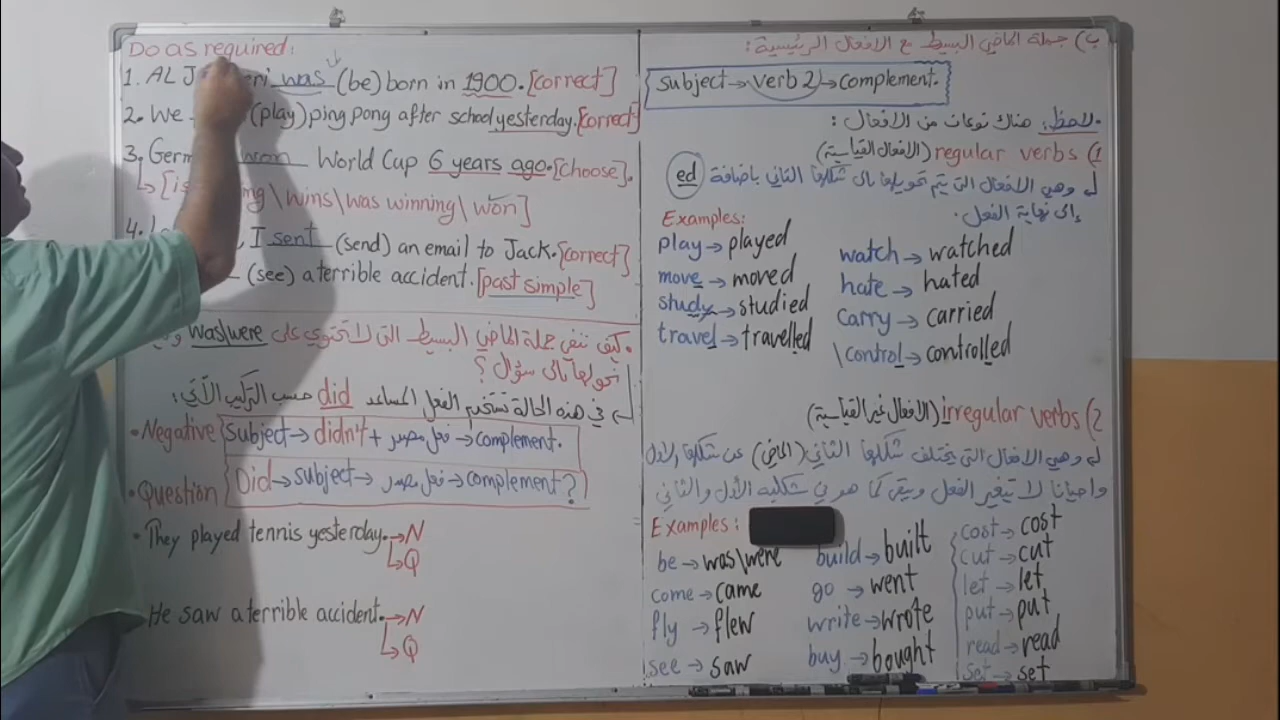 Do as required:
1. AL J eri was (be) born in 1900. [correct]
2. We (play) ping pong after school yesterday. [correct]
3. Germ won World Cup 6 years ago. [choose].
[is ing \ wins \ was winning \ won]
4. I sent (send) an email to Jack. [correct]
(see) a terrible accident. [past simple]
• كيف ننفي جملة الماضي البسيط التي لا تحتوي على was\were
نحولها الى سؤال ؟
في هذه الحالة نستخدم الفعل المساعد did حسب التركيب الآتي :
• Negative subject → didn't + فعل مصدر → complement.
• Question Did → subject → فعل مصدر → complement?
• They played tennis yesterday. → N
→ Q
He saw a terrible accident. → N
→ Q
ب) جملة الماضي البسيط مع الافعال الرئيسية :
subject → verb 2 → complement.
• لاحظ: هناك نوعان من الافعال :
1) regular verbs (الافعال القياسية)
وهي الافعال التي يتم تحويلها الى شكلها الثاني باضافة ed
إلى نهاية الفعل .
Examples:
play → played
move → moved
study → studied
travel → travelled
watch → watched
hate → hated
carry → carried
\ control → controlled
2) irregular verbs (الافعال غير القياسية)
وهي الافعال التي يختلف شكلها الثاني (الماضي) عن شكلها الاول
واحيانا لا يتغير الفعل ويبقى كما هو في شكليه الأول والثاني
Examples:
be → was\were
come → came
fly → flew
see → saw
build → built
go → went
write → wrote
buy → bought
cost → cost
cut → cut
let → let
put → put
read → read
set → set